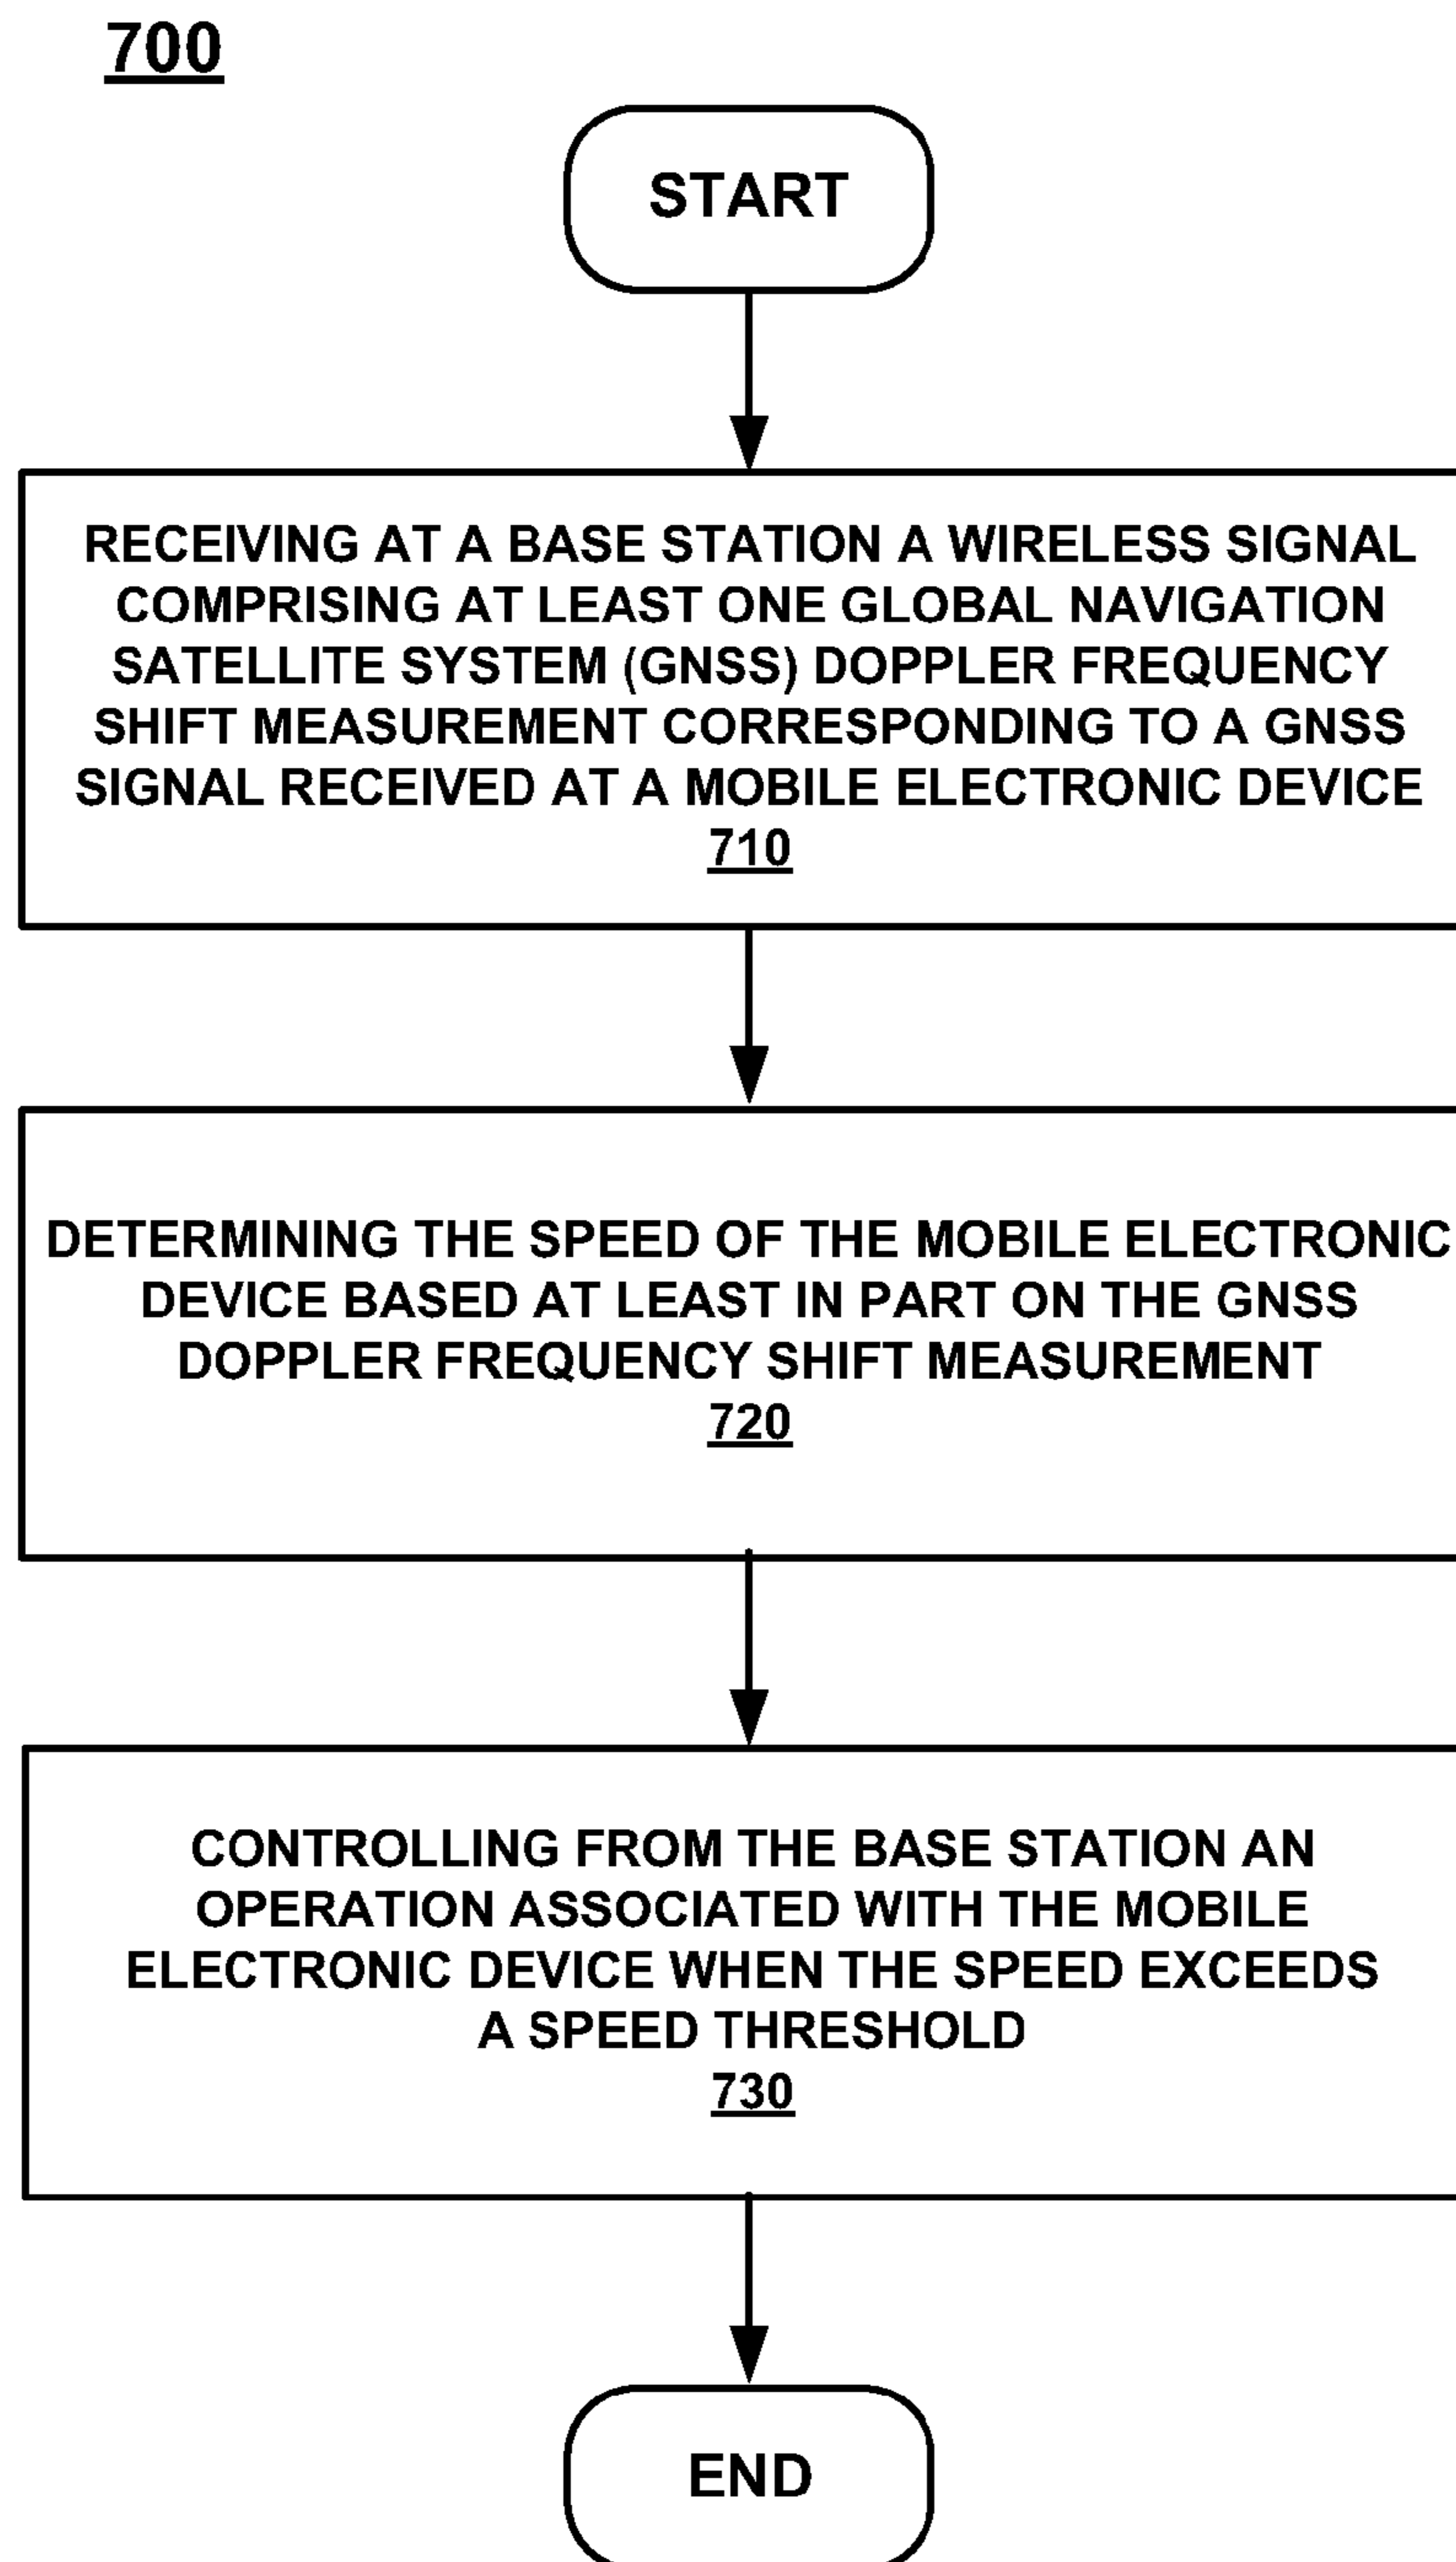 700
START
RECEIVING AT A BASE STATION A WIRELESS SIGNAL
COMPRISING AT LEAST ONE GLOBAL NAVIGATION
SATELLITE SYSTEM (GNSS) DOPPLER FREQUENCY
SHIFT MEASUREMENT CORRESPONDING TO A GNSS
SIGNAL RECEIVED AT A MOBILE ELECTRONIC DEVICE
710
DETERMINING THE SPEED OF THE MOBILE ELECTRONIC
DEVICE BASED AT LEAST IN PART ON THE GNSS
DOPPLER FREQUENCY SHIFT MEASUREMENT
720
CONTROLLING FROM THE BASE STATION AN
OPERATION ASSOCIATED WITH THE MOBILE
ELECTRONIC DEVICE WHEN THE SPEED EXCEEDS
A SPEED THRESHOLD
730
END